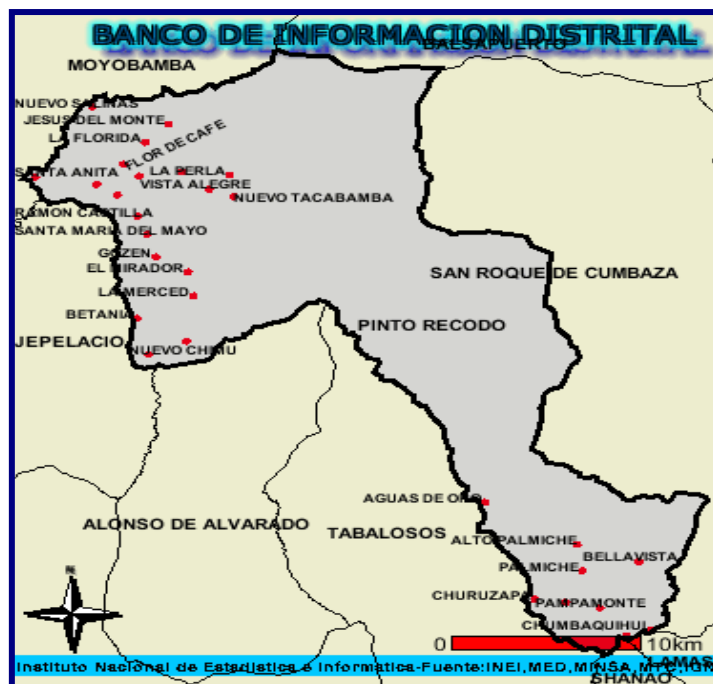 BANCO DE INFORMACION DISTRITAL
BALSAPUERTO
MOYOBAMBA
NUEVO SALINAS
JESUS DEL MONTE
LA FLORIDA
FLOR DE CAFE
SANTA ANITA
LA PERLA
VISTA ALEGRE
NUEVO TACABAMBA
RAMON CASTILLA
SANTA MARIA DEL MAYO
GOZEN
EL MIRADOR
SAN ROQUE DE CUMBAZA
LA MERCED
BETANIA
PINTO RECODO
JEPELACIO
NUEVO CHIMU
AGUAS DE ORO
ALONSO DE ALVARADO
TABALOSOS
ALTO PALMICHE
BELLAVISTA
PALMICHE
N
CHURUZAPA
PAMPAMONTE
CHUMBAQUIHUI
0 10km
LAMAS
Instituto Nacional de Estadistica e Informatica-Fuente:INEI,MED,MINSA,MTC,IGN
SHANAO